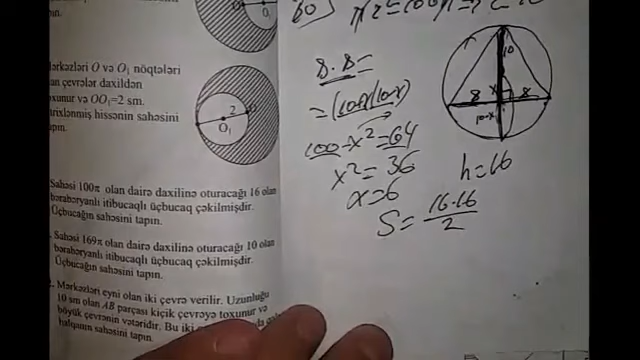 tapın.
Mərkəzləri O və O₁ nöqtələri
çevrələr daxildən
toxunur və OO₁=2 sm.
hissənin sahəsini
tapın.
2
O₁
Sahəsi 100π olan dairə daxilinə oturacağı 16 olan
bərabəryanlı itibucaqlı üçbucaq çəkilmişdir.
Üçbucağın sahəsini tapın.
Sahəsi 169π olan dairə daxilinə oturacağı 10 olan
bərabəryanlı itibucaqlı üçbucaq çəkilmişdir.
Üçbucağın sahəsini tapın.
Mərkəzləri eyni olan iki çevrə verilir. Uzunluğu
10 sm olan AB parçası kiçik çevrəyə toxunur və
böyük çevrənin vətəridir. Bu iki
halqanın sahəsini tapın.
60)
8·8=
=(10+x)(10-x)
100-x²=64
x²=36
x=6
h=16
S=16·16/2
10
x
8 8
10-x